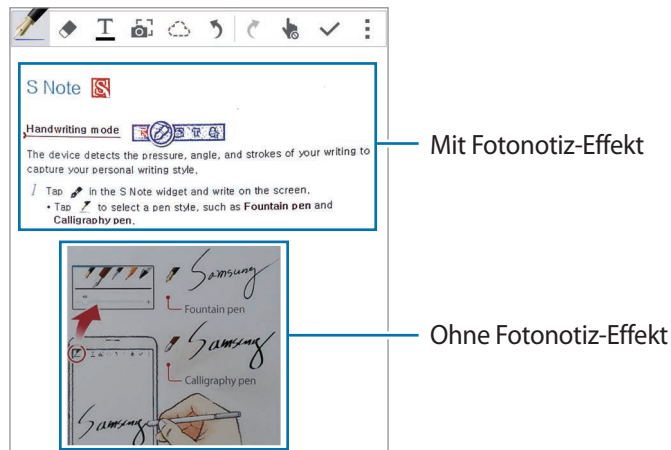 T
S Note S
Mit Fotonotiz-Effekt
Handwriting mode
The device detects the pressure, angle, and strokes of your writing to
capture your personal writing style.
1 Tap in the S Note widget and write on the screen.
• Tap to select a pen style, such as Fountain pen and
Calligraphy pen.
Samsung
Fountain pen
Ohne Fotonotiz-Effekt
Samsung
Calligraphy pen
Samsung